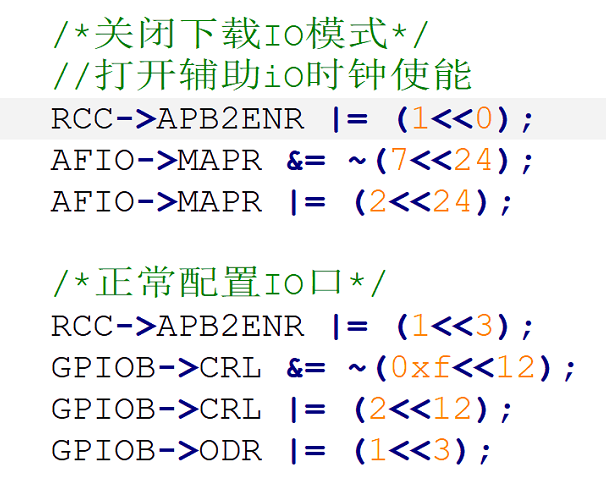 /*关闭下载IO模式*/
//打开辅助iO时钟使能
RCC->APB2ENR |= (1<<0);
AFIO->MAPR &= ~(7<<24);
AFIO->MAPR |= (2<<24);
/*正常配置IO口*/
RCC->APB2ENR |= (1<<3);
GPIOB->CRL &= ~(0xf<<12);
GPIOB->CRL |= (2<<12);
GPIOB->ODR |= (1<<3);